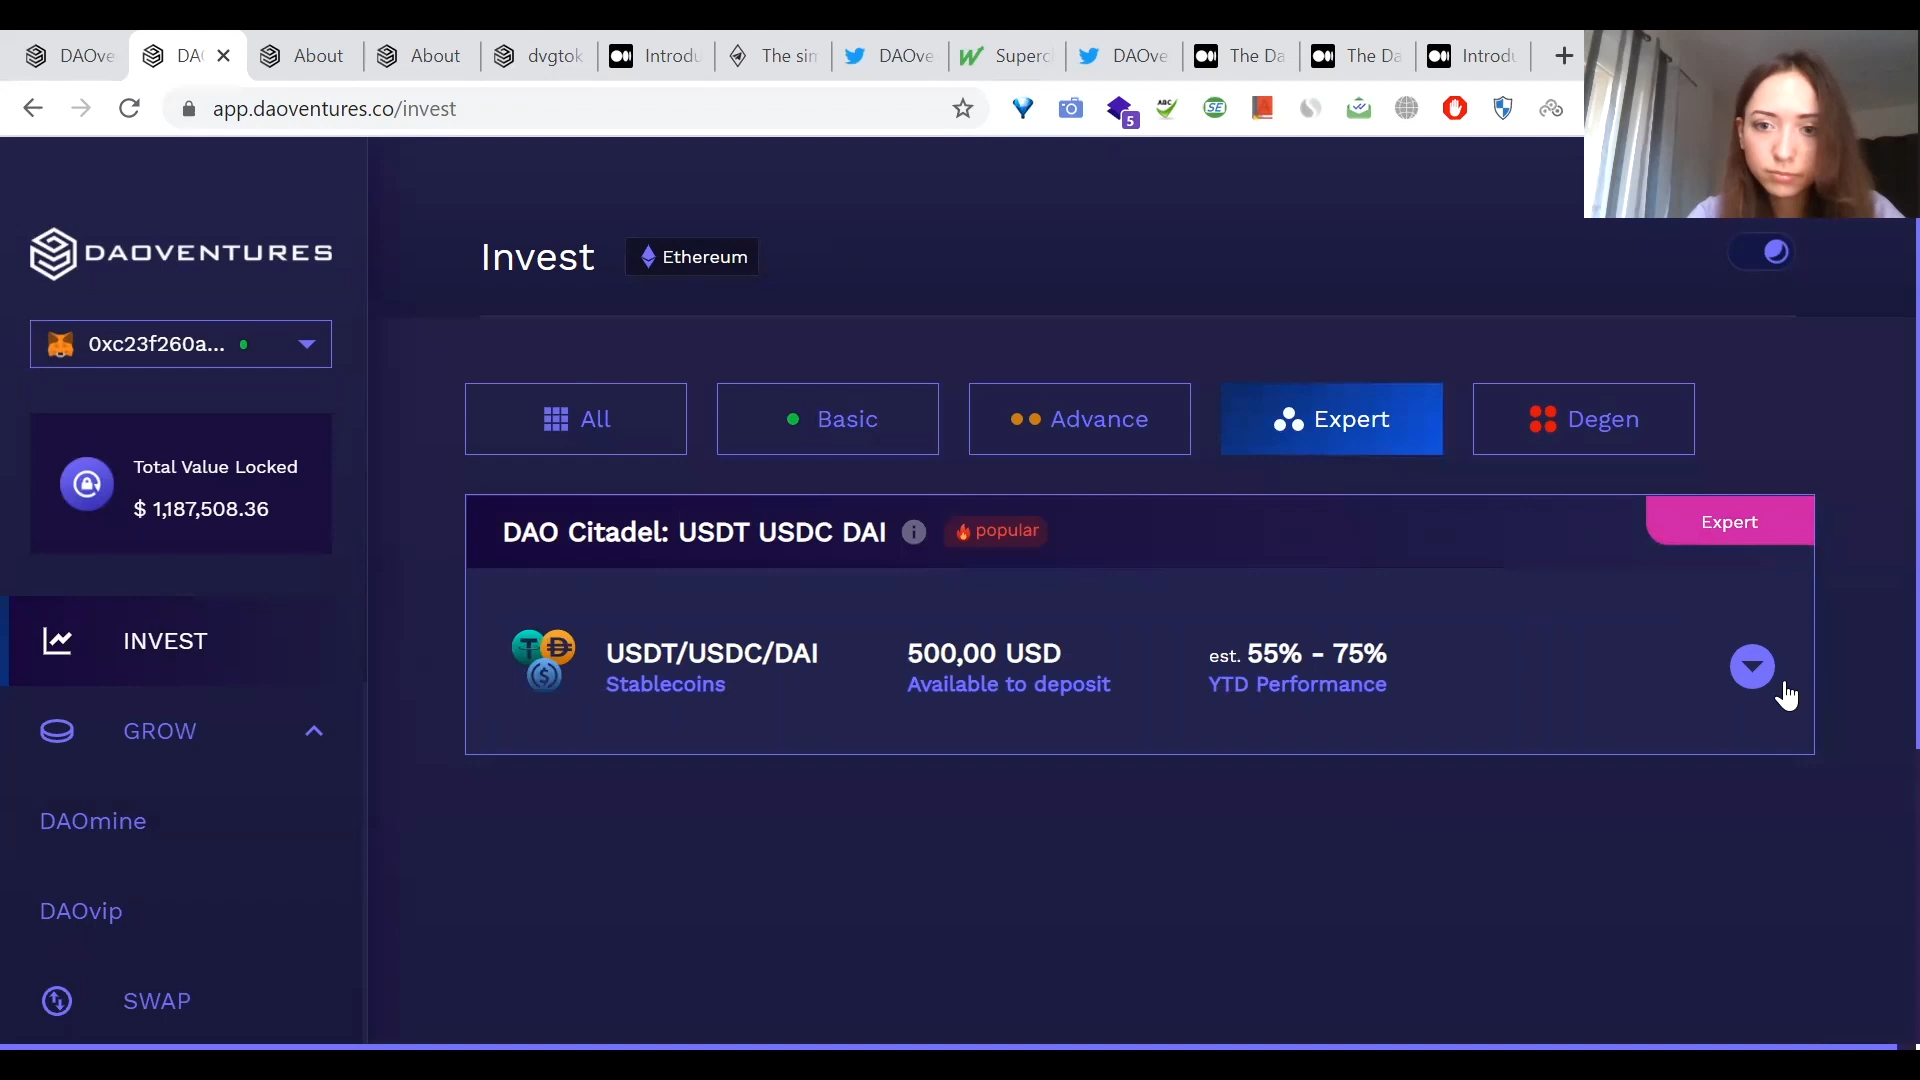 DAOve
DA
About
About
dvgtok
Introdu
The sin
DAOve
Superc
DAOve
The Da
The Da
Introdu
app.daoventures.co/invest
5
ABC
SE
DAOVENTURES
Invest
Ethereum
0xc23f260a...
All
Basic
Advance
Expert
Degen
Total Value Locked
$ 1,187,508.36
DAO Citadel: USDT USDC DAI
popular
Expert
INVEST
USDT/USDC/DAI
500,00 USD
est. 55% - 75%
Stablecoins
Available to deposit
YTD Performance
GROW
DAOmine
DAOvip
SWAP